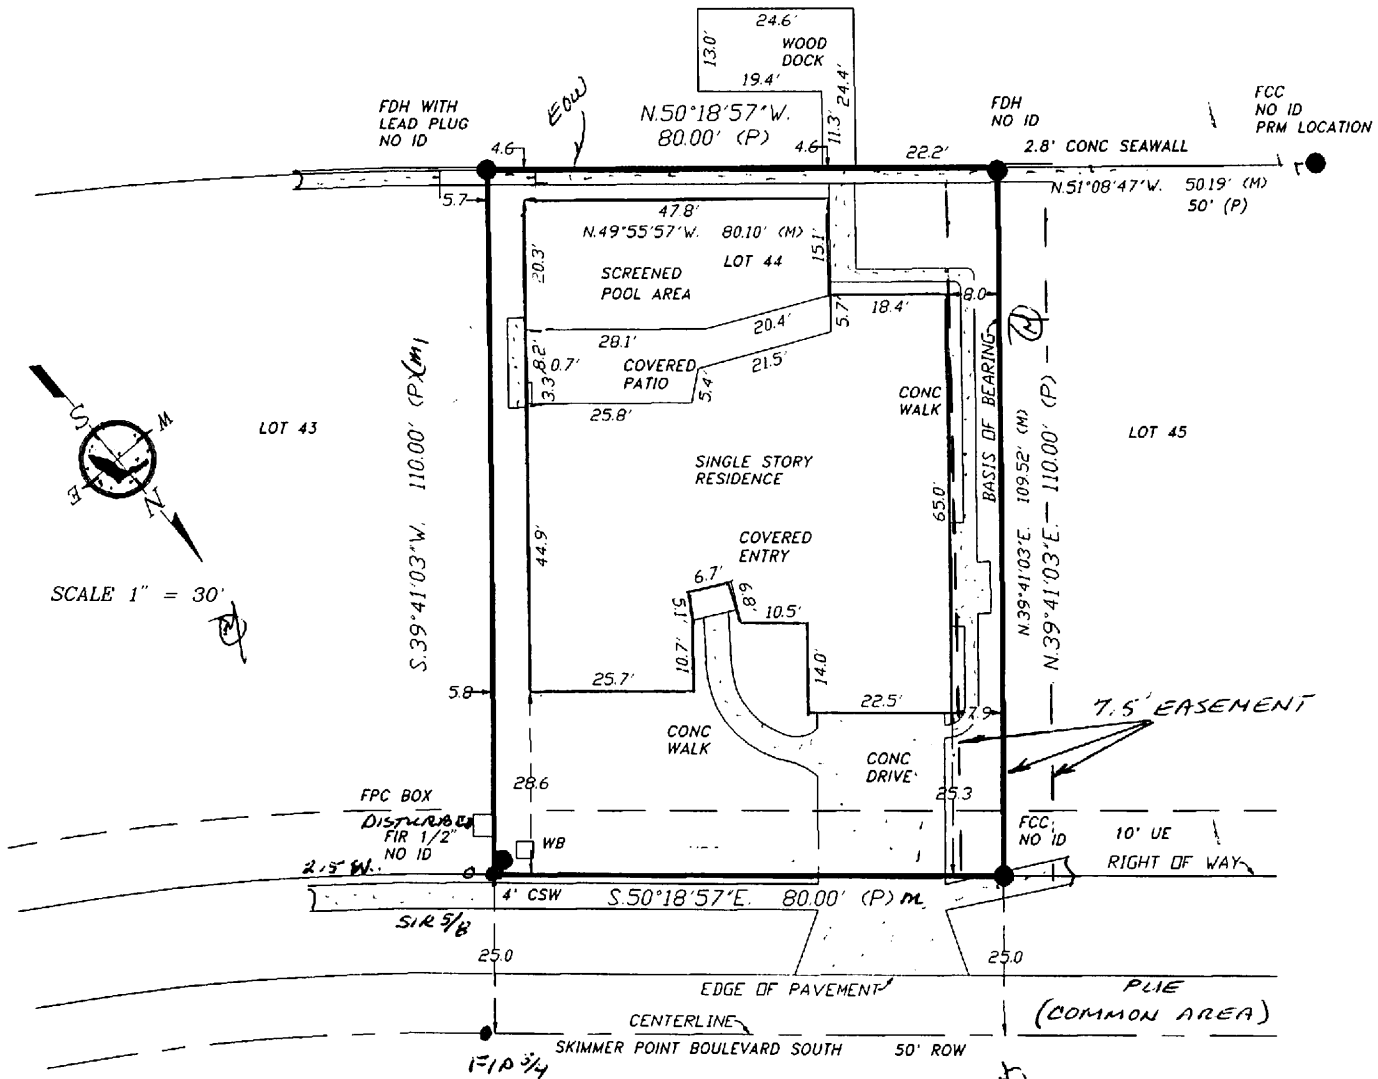 24.6'
13.0'
WOOD
DOCK
19.4'
24.4'
11.3'
EOW
FDH WITH
LEAD PLUG
NO ID
N.50°18'57"W.
80.00' (P)
FDH
NO ID
FCC
NO ID
PRM LOCATION
4.6
4.6
22.2'
2.8' CONC SEAWALL
N.51°08'47"W. 50.19' (M)
50' (P)
5.7
47.8'
N.49°55'57"W. 80.10' (M)
LOT 44
15.1'
20.3'
SCREENED
POOL AREA
18.4'
8.0
5.7'
20.4'
28.1'
21.5'
8.2'
0.7'
3.3'
COVERED
PATIO
5.4'
25.8'
CONC
WALK
BASIS OF BEARING
S.39°41'03"W. 110.00' (P)(M)
N.39°41'03"E. 109.52' (M)
N.39°41'03"E. 110.00' (P)
LOT 43
LOT 45
S
W
E
N
SINGLE STORY
RESIDENCE
65.0'
COVERED
ENTRY
44.9'
6.7'
6.8'
5.1'
10.5'
SCALE 1" = 30'
10.7'
14.0'
25.7'
22.5'
5.8
7.9
7.5' EASEMENT
CONC
WALK
CONC
DRIVE
28.6
25.3
FPC BOX
DISTURBED
FIR 1/2"
NO ID
WB
FCC
NO ID
10' UE
RIGHT OF WAY
2.5 W.
4' CSW
S.50°18'57"E. 80.00' (P) M
SIR 5/8
25.0
25.0
EDGE OF PAVEMENT
PUE
(COMMON AREA)
CENTERLINE
SKIMMER POINT BOULEVARD SOUTH 50' ROW
FIP 3/4